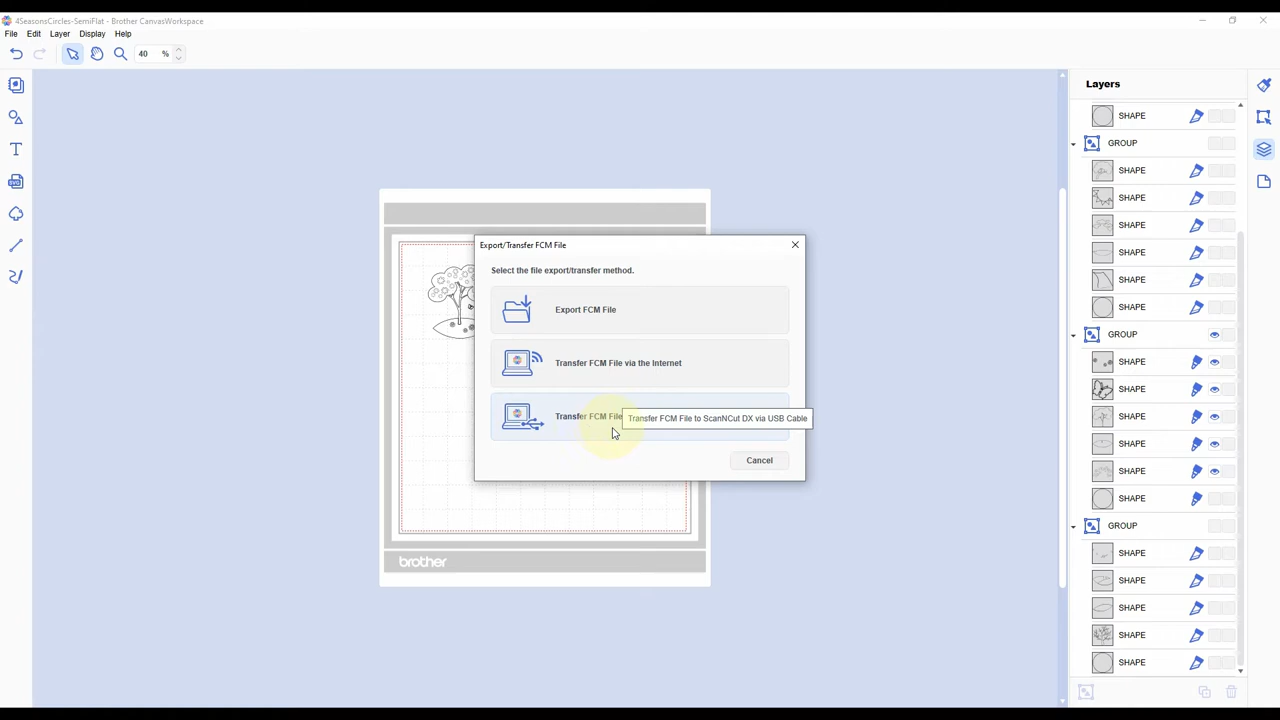 4SeasonsCircles-SemiFlat - Brother CanvasWorkspace
File Edit Layer Display Help
40 %
Layers
SHAPE
GROUP
SHAPE
SHAPE
SHAPE
SHAPE
SHAPE
SHAPE
GROUP
SHAPE
SHAPE
SHAPE
SHAPE
SHAPE
SHAPE
GROUP
SHAPE
SHAPE
SHAPE
SHAPE
SHAPE
Export/Transfer FCM File
Select the file export/transfer method.
Export FCM File
Transfer FCM File via the Internet
Transfer FCM File
Transfer FCM File to ScanNCut DX via USB Cable
Cancel
brother
SVG